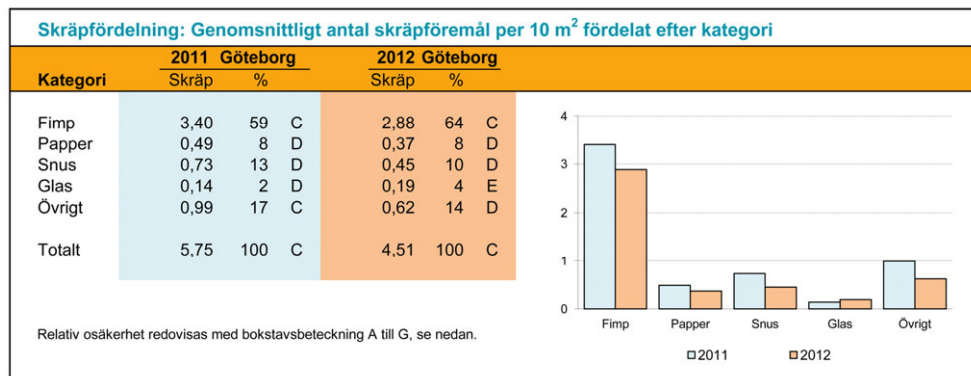 Skräpfördelning: Genomsnittligt antal skräpföremål per 10 m² fördelat efter kategori
2011 Göteborg 2012 Göteborg
Kategori Skräp % Skräp %
Fimp 3,40 59 C 2,88 64 C
Papper 0,49 8 D 0,37 8 D
Snus 0,73 13 D 0,45 10 D
Glas 0,14 2 D 0,19 4 E
Övrigt 0,99 17 C 0,62 14 D
Totalt 5,75 100 C 4,51 100 C
Relativ osäkerhet redovisas med bokstavsbeteckning A till G, se nedan.
4
3
2
1
0
Fimp Papper Snus Glas Övrigt
2011 2012